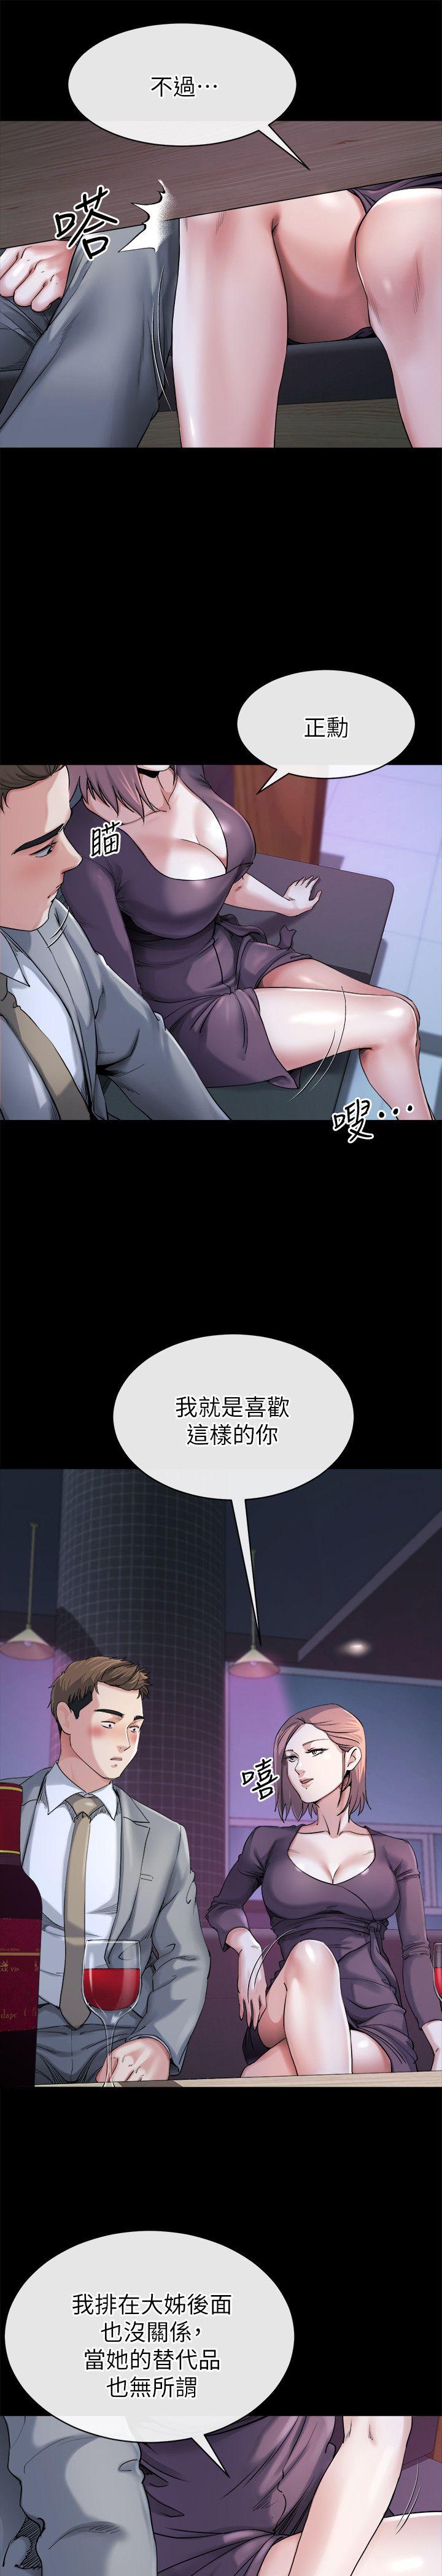 不過…
嗒
正勳
瞄
嗖…
我就是喜歡
這樣的你
嘻
我排在大姊後面
也沒關係，
當她的替代品
也無所謂